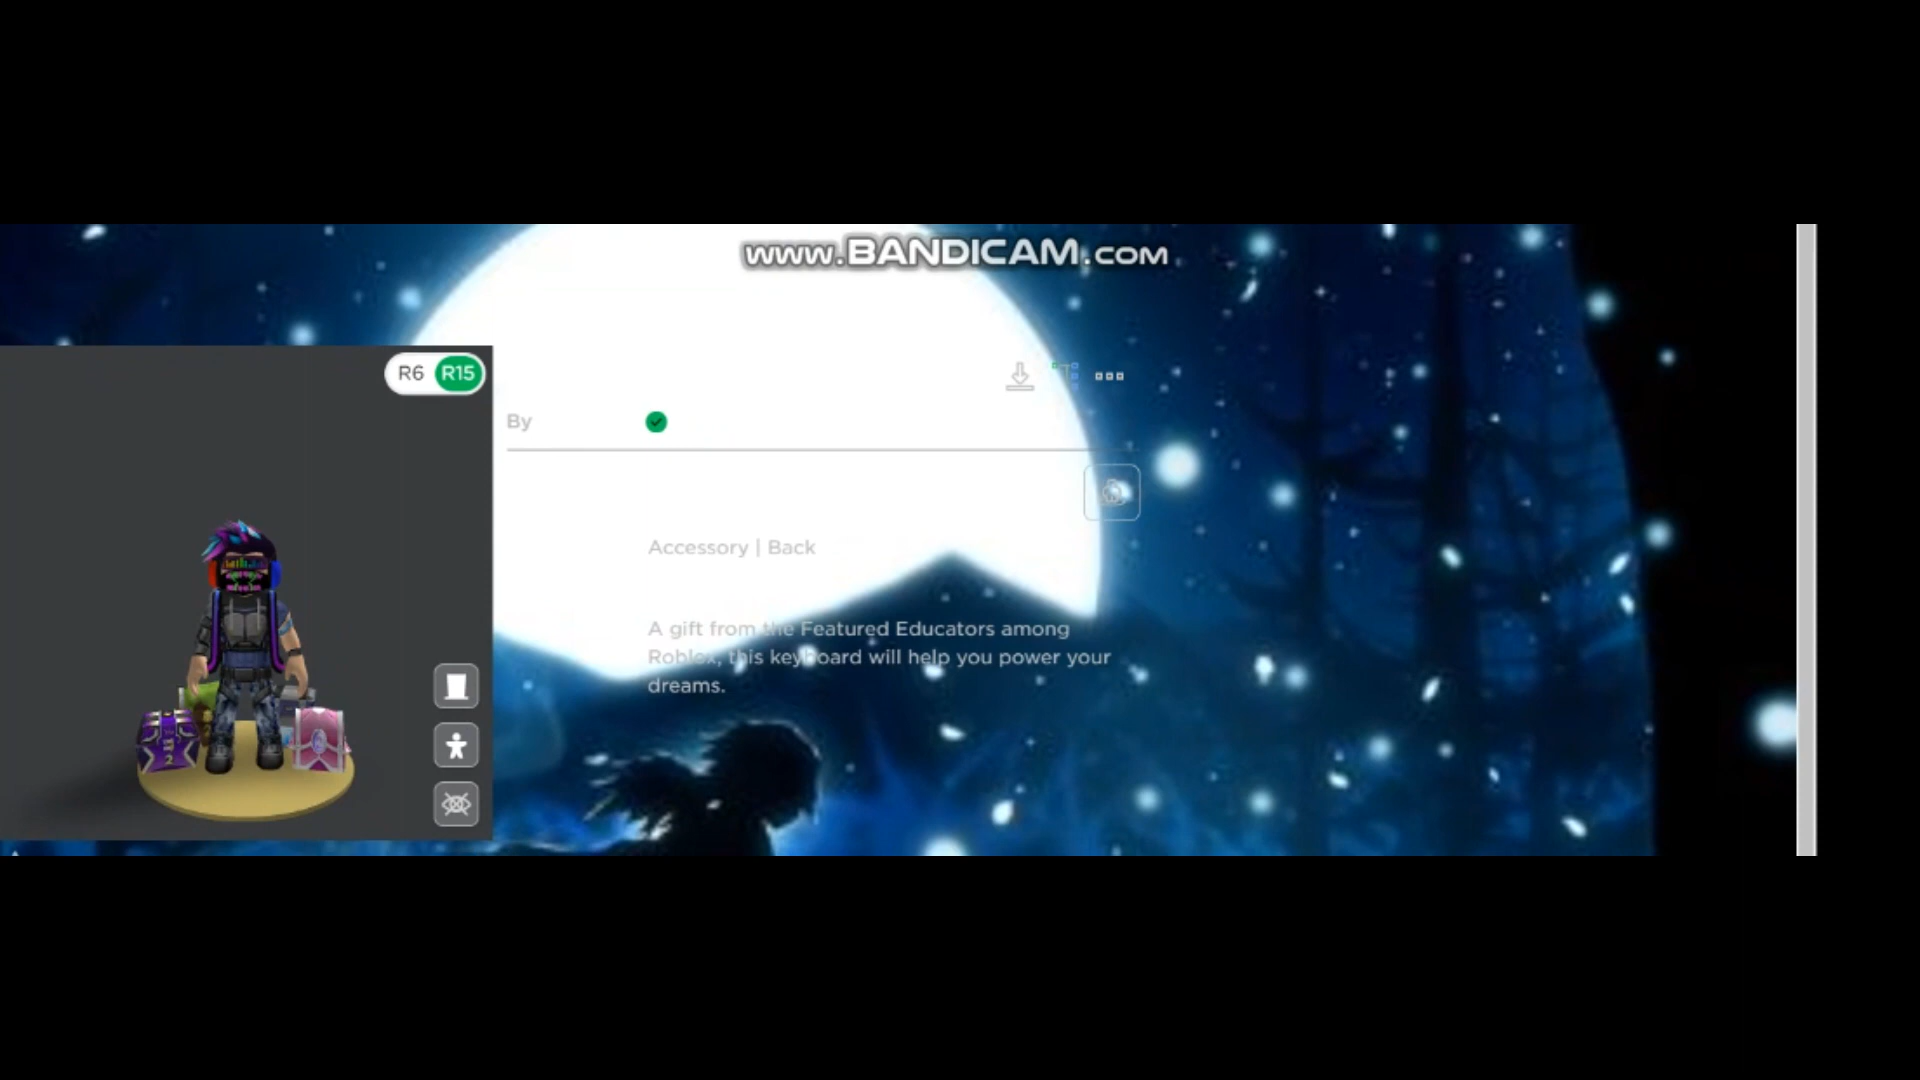 www.BANDICAM.com
R6 R15
By
Accessory | Back
A gift from the Featured Educators among
Roblox, this keyboard will help you power your
dreams.
2